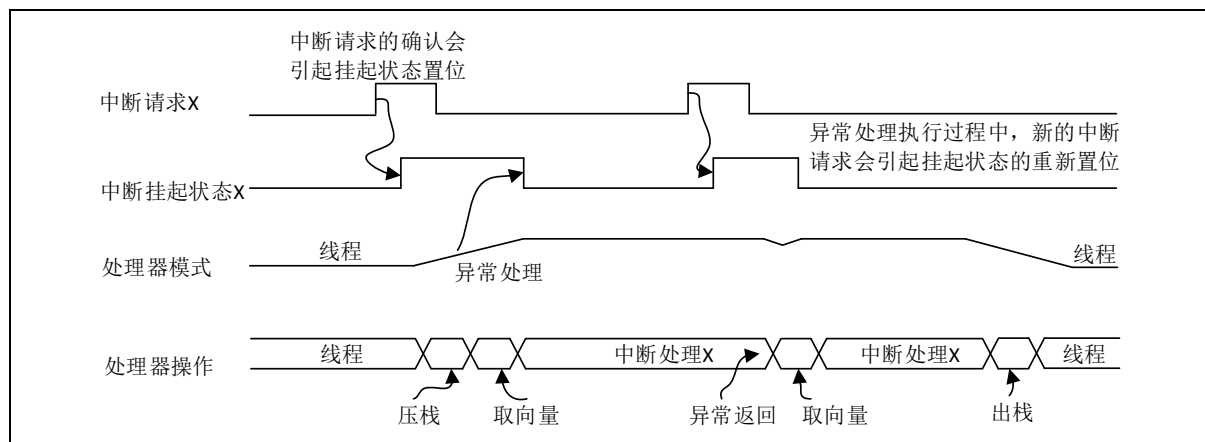 中断请求的确认会
引起挂起状态置位
中断请求X
异常处理执行过程中，新的中断
请求会引起挂起状态的重新置位
中断挂起状态X
处理器模式
线程
异常处理
线程
处理器操作
线程
中断处理X
中断处理X
线程
压栈
取向量
异常返回
取向量
出栈